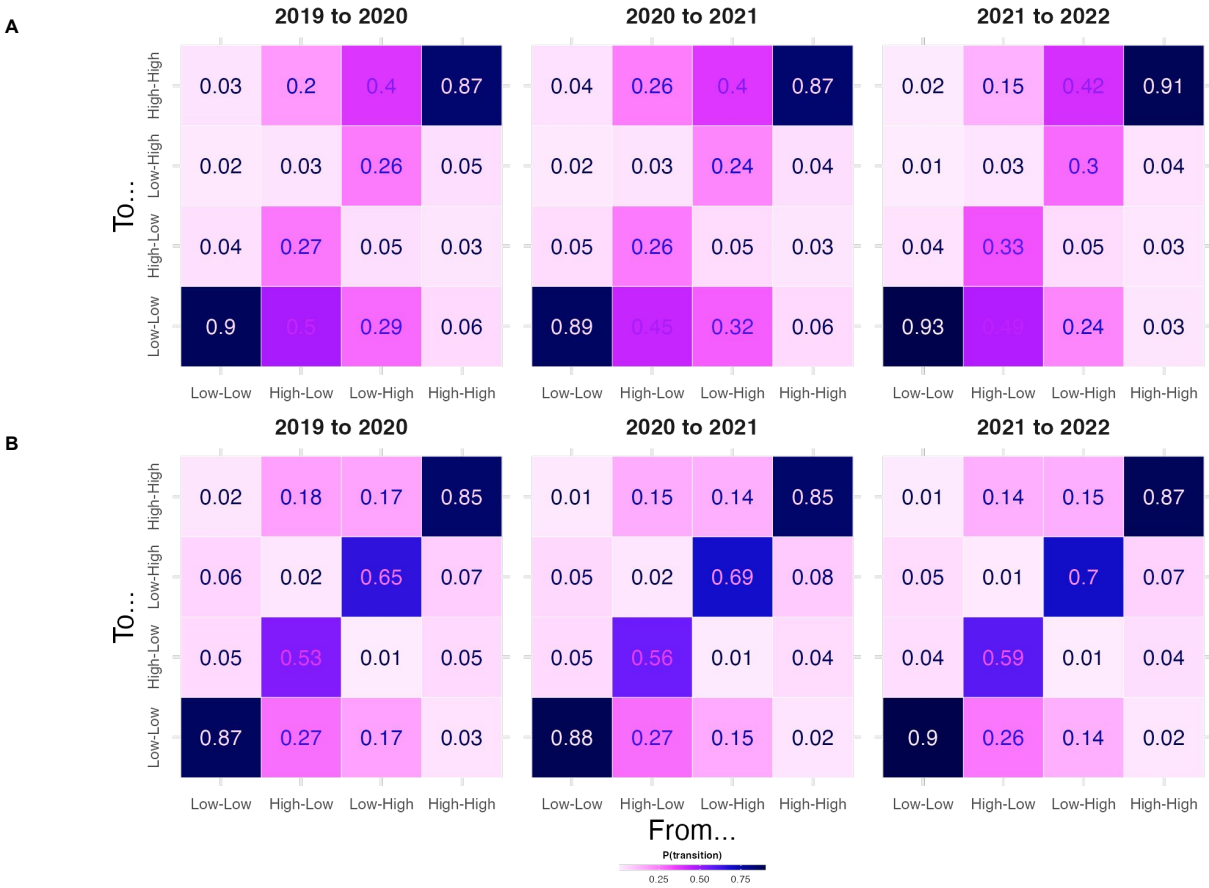 A
2019 to 2020 2020 to 2021 2021 to 2022
High-High 0.03 0.2 0.4 0.87 0.04 0.26 0.4 0.87 0.02 0.15 0.42 0.91
Low-High 0.02 0.03 0.26 0.05 0.02 0.03 0.24 0.04 0.01 0.03 0.3 0.04
To...
High-Low 0.04 0.27 0.05 0.03 0.05 0.26 0.05 0.03 0.04 0.33 0.05 0.03
Low-Low 0.9 0.5 0.29 0.06 0.89 0.45 0.32 0.06 0.93 0.49 0.24 0.03
Low-Low High-Low Low-High High-High Low-Low High-Low Low-High High-High Low-Low High-Low Low-High High-High
B
2019 to 2020 2020 to 2021 2021 to 2022
High-High 0.02 0.18 0.17 0.85 0.01 0.15 0.14 0.85 0.01 0.14 0.15 0.87
Low-High 0.06 0.02 0.65 0.07 0.05 0.02 0.69 0.08 0.05 0.01 0.7 0.07
To...
High-Low 0.05 0.53 0.01 0.05 0.05 0.56 0.01 0.04 0.04 0.59 0.01 0.04
Low-Low 0.87 0.27 0.17 0.03 0.88 0.27 0.15 0.02 0.9 0.26 0.14 0.02
Low-Low High-Low Low-High High-High Low-Low High-Low Low-High High-High Low-Low High-Low Low-High High-High
From...
P(transition)
0.25 0.50 0.75